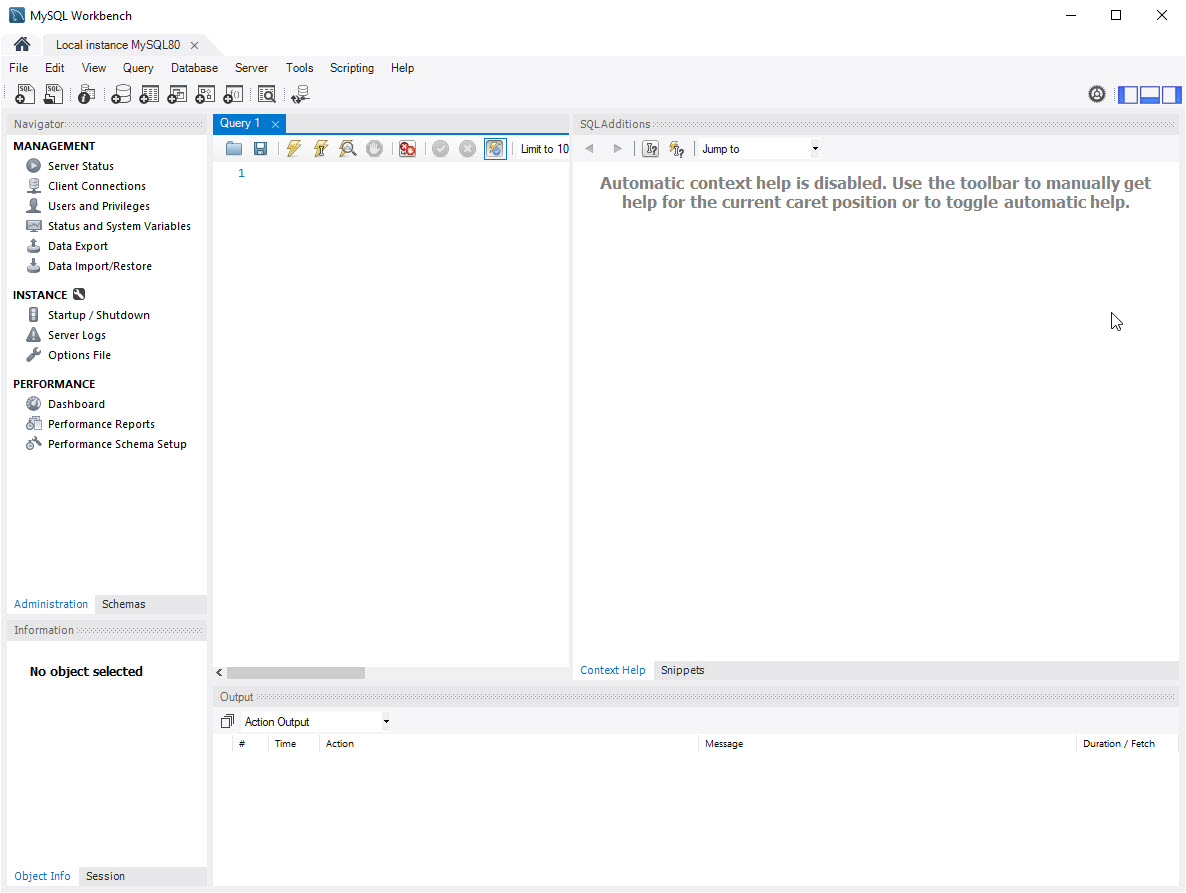 MySQL Workbench
Local instance MySQL80
File Edit View Query Database Server Tools Scripting Help
Navigator
MANAGEMENT
Server Status
Client Connections
Users and Privileges
Status and System Variables
Data Export
Data Import/Restore
INSTANCE
Startup / Shutdown
Server Logs
Options File
PERFORMANCE
Dashboard
Performance Reports
Performance Schema Setup
Administration Schemas
Information
No object selected
Object Info Session
Query 1
Limit to 10
1
SQLAdditions
Jump to
Automatic context help is disabled. Use the toolbar to manually get
help for the current caret position or to toggle automatic help.
Context Help Snippets
Output
Action Output
# Time Action Message Duration / Fetch